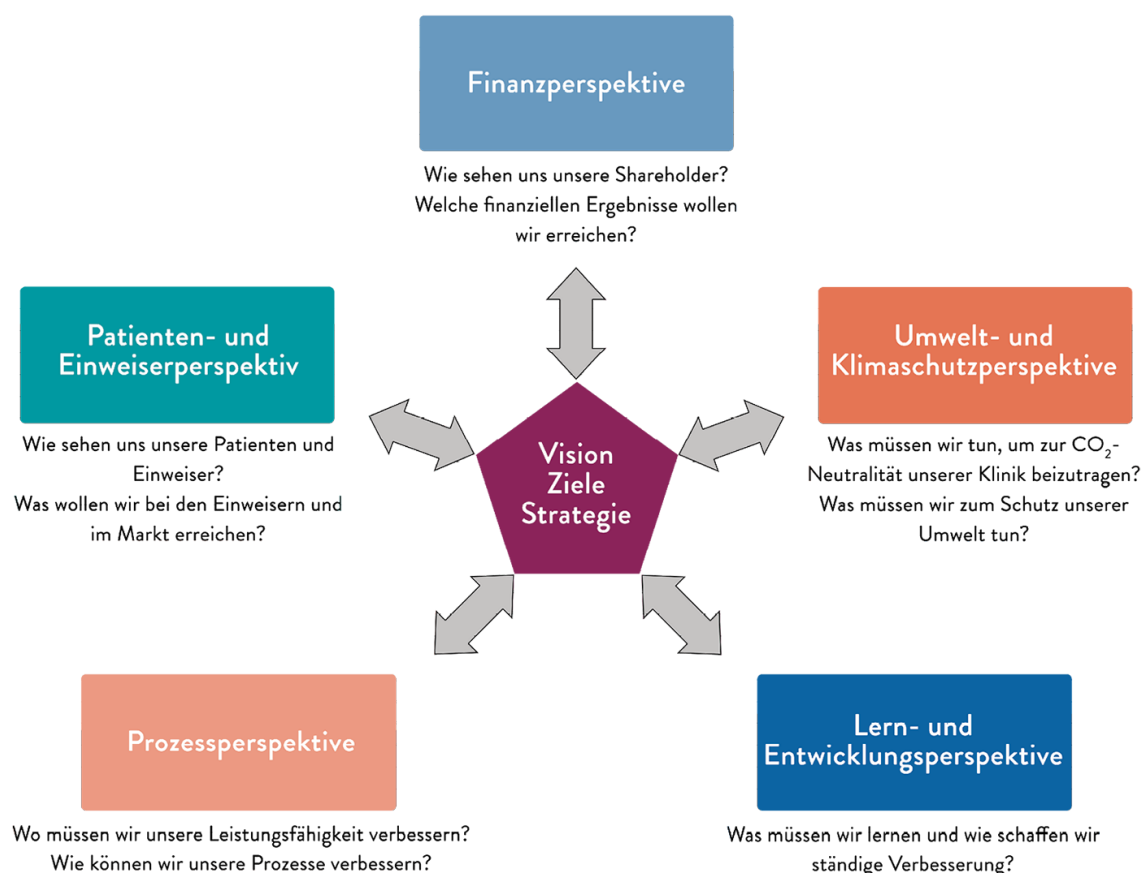 Finanzperspektive
Wie sehen uns unsere Shareholder?
Welche finanziellen Ergebnisse wollen
wir erreichen?
Patienten- und
Einweiserperspektiv
Wie sehen uns unsere Patienten und
Einweiser?
Was wollen wir bei den Einweisern und
im Markt erreichen?
Umwelt- und
Klimaschutzperspektive
Was müssen wir tun, um zur CO₂-
Neutralität unserer Klinik beizutragen?
Was müssen wir zum Schutz unserer
Umwelt tun?
Vision
Ziele
Strategie
Prozessperspektive
Wo müssen wir unsere Leistungsfähigkeit verbessern?
Wie können wir unsere Prozesse verbessern?
Lern- und
Entwicklungsperspektive
Was müssen wir lernen und wie schaffen wir
ständige Verbesserung?